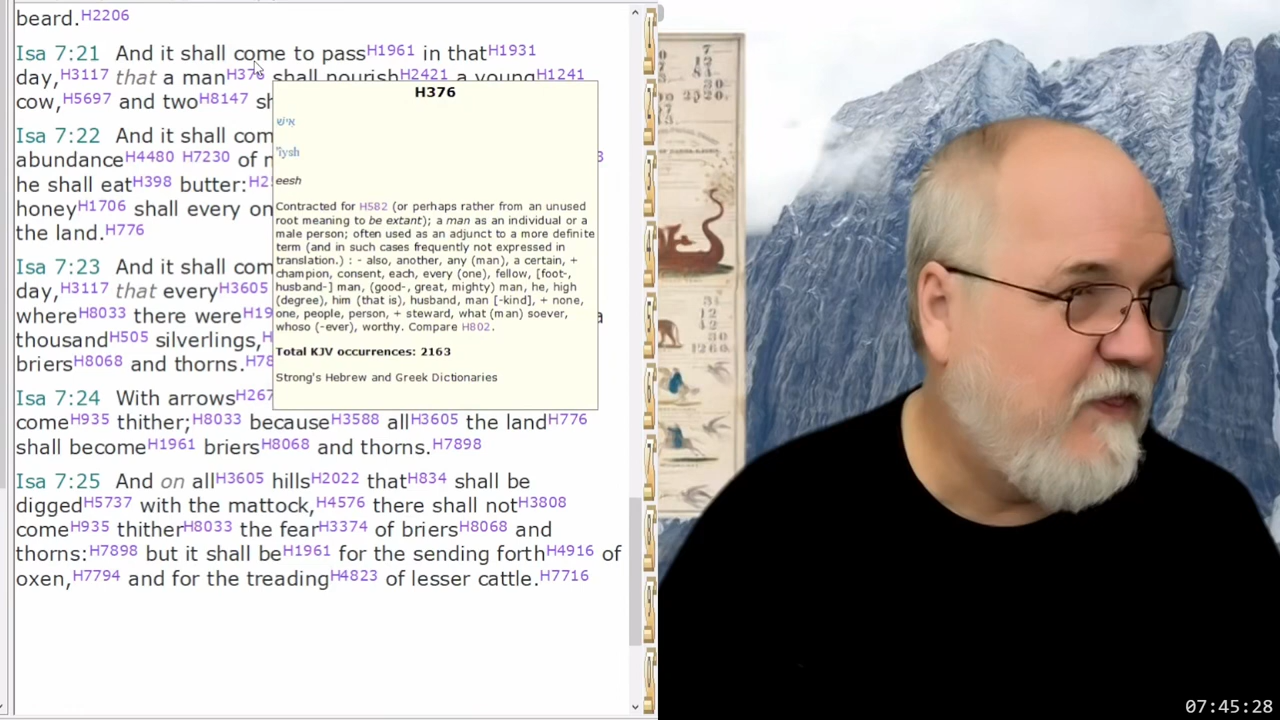 beard.H2206
Isa 7:21 And it shall come to passH1961 in thatH1931
day,H3117 that a manH376 shall nourishH2421 a youngH1241
cow,H5697 and twoH8147 sh
Isa 7:22 And it shall com
abundanceH4480 H7230 of
he shall eatH398 butter:
honeyH1706 shall every on
the land.H776
Isa 7:23 And it shall com
day,H3117 that everyH3605
whereH8033 there were
thousandH505 silverlings,
briersH8068 and thorns.
Isa 7:24 With arrows
comeH935 thither;H8033 becauseH3588 allH3605 the landH776
shall becomeH1961 briersH8068 and thorns.H7898
Isa 7:25 And on allH3605 hillsH2022 thatH834 shall be
diggedH5737 with the mattock,H4576 there shall notH3808
comeH935 thitherH8033 the fearH3374 of briersH8068 and
thorns:H7898 but it shall beH1961 for the sending forthH4916 of
oxen,H7794 and for the treadingH4823 of lesser cattle.H7716
H376
אישׁ
'îysh
eesh
Contracted for H582 (or perhaps rather from an unused
root meaning to be extant); a man as an individual or a
male person; often used as an adjunct to a more definite
term (and in such cases frequently not expressed in
translation.) : - also, another, any (man), a certain, +
champion, consent, each, every (one), fellow, [foot-,
husband-] man, (good-, great, mighty) man, he, high
(degree), him (that is), husband, man [-kind], + none,
one, people, person, + steward, what (man) soever,
whoso (-ever), worthy. Compare H802.
Total KJV occurrences: 2163
Strong's Hebrew and Greek Dictionaries
7
12
2520
31
42
30
1260
07:45:28